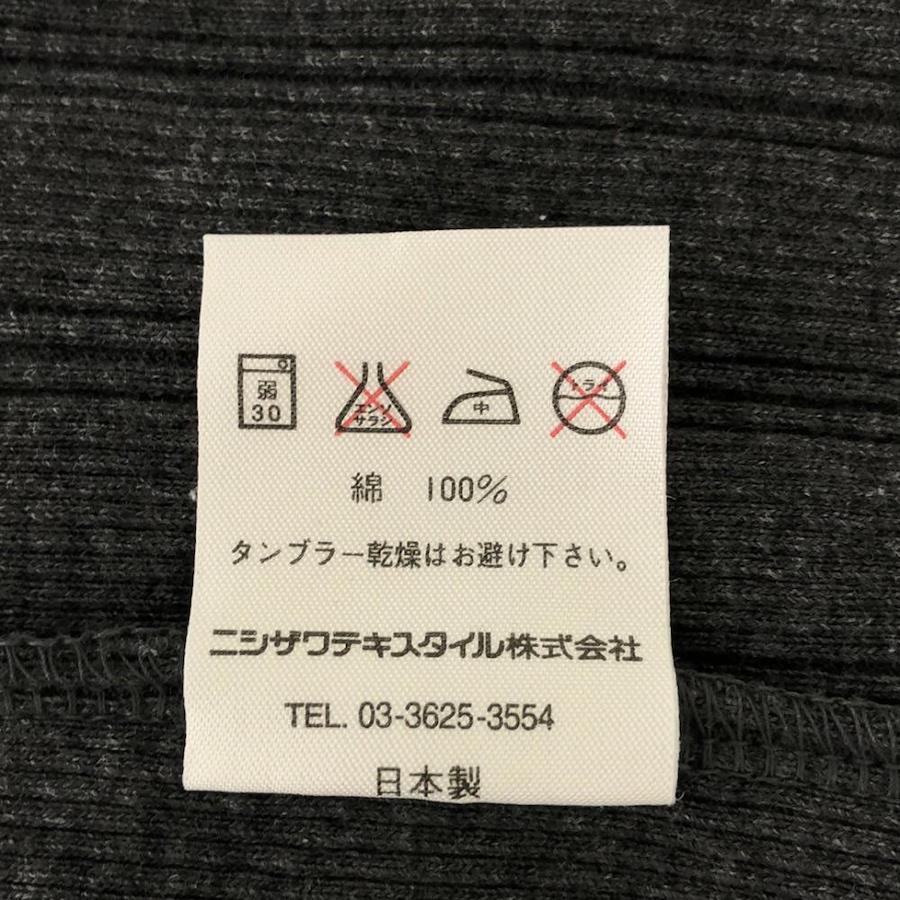 弱 30
エンソ サラシ
中
ドライ
綿 100%
タンブラー乾燥はお避け下さい。
ニシザワテキスタイル株式会社
TEL. 03-3625-3554
日本製